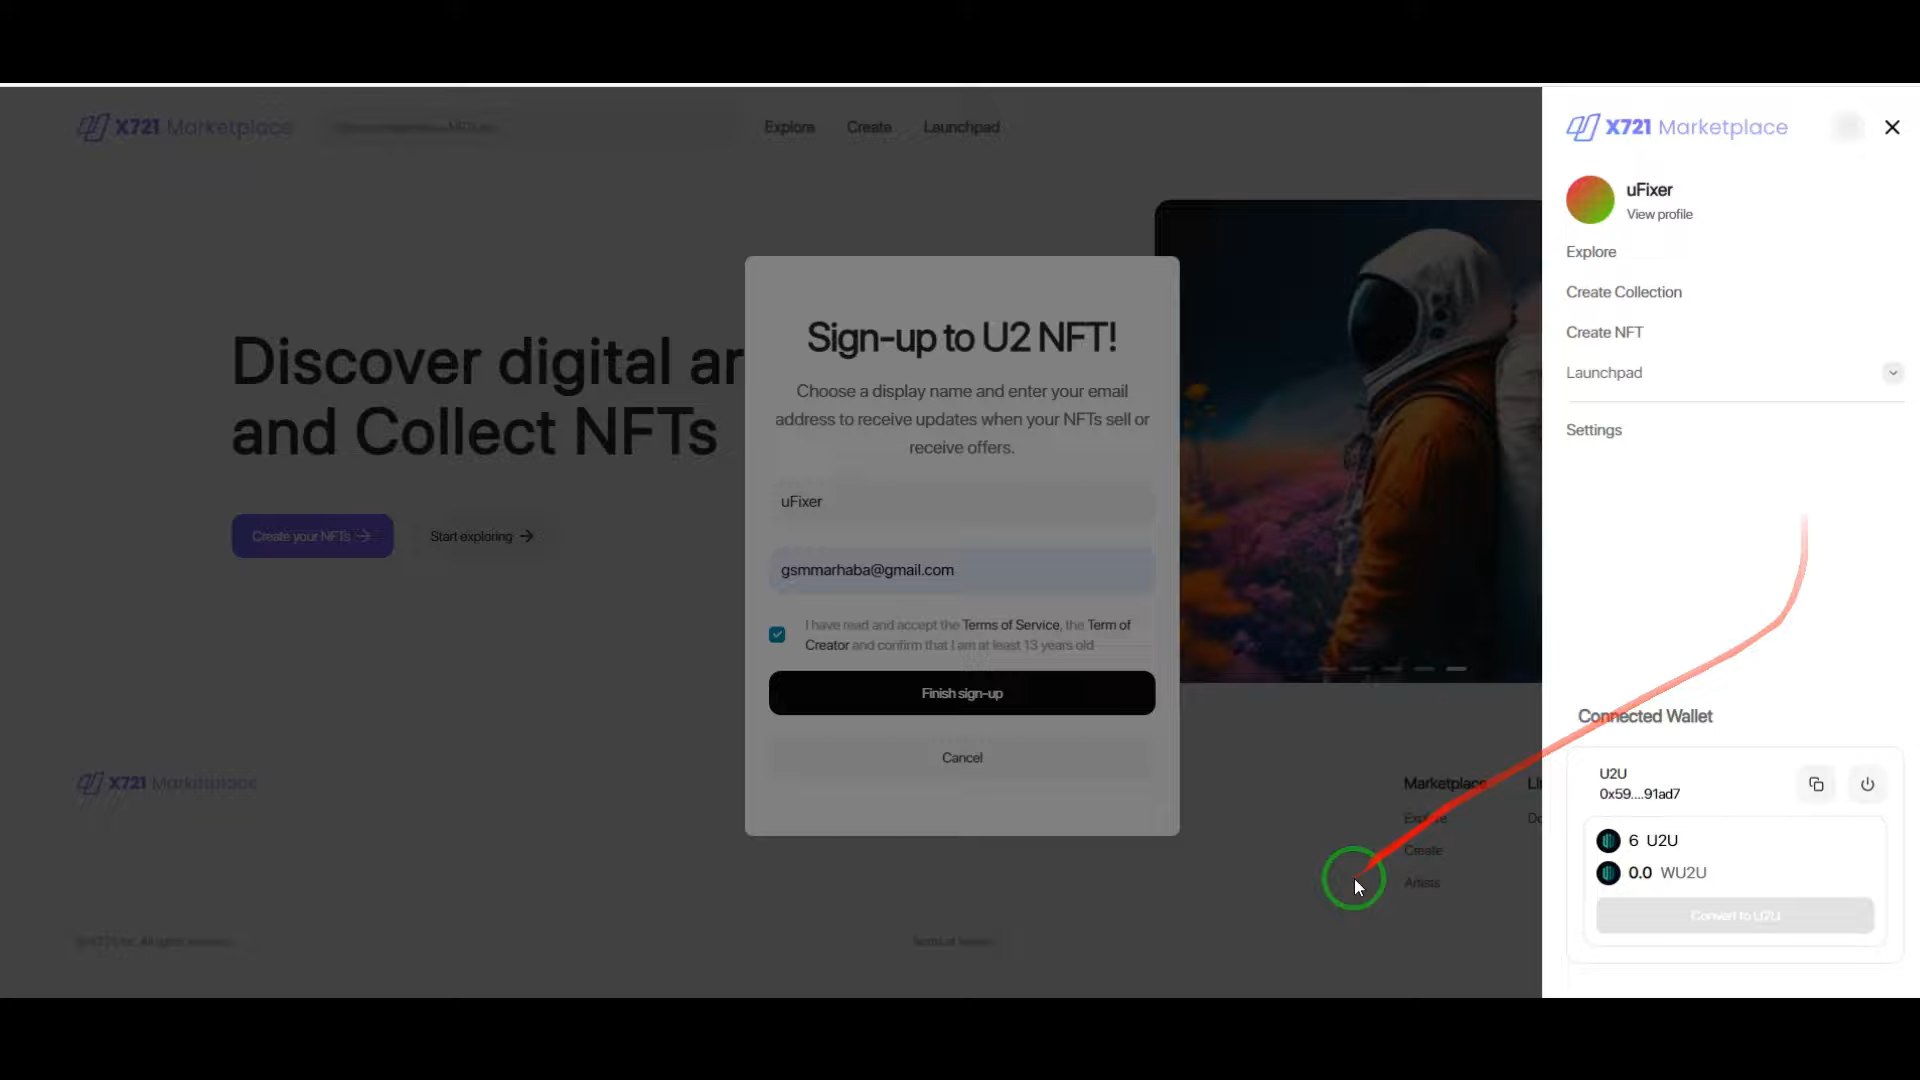 X721 Marketplace
Explore
Create
Launchpad
Discover digital ar
and Collect NFTs
Create your NFTs
Start exploring
Sign-up to U2 NFT!
Choose a display name and enter your email
address to receive updates when your NFTs sell or
receive offers.
uFixer
gsmmarhaba@gmail.com
I have read and accept the Terms of Service, the Term of
Creator and confirm that I am at least 13 years old
Finish sign-up
Cancel
X721 Marketplace
Marketplace
Explore
Create
Artists
X721 Marketplace
uFixer
View profile
Explore
Create Collection
Create NFT
Launchpad
Settings
Connected Wallet
U2U
0x59....91ad7
6 U2U
0.0 WU2U
Convert to U2U